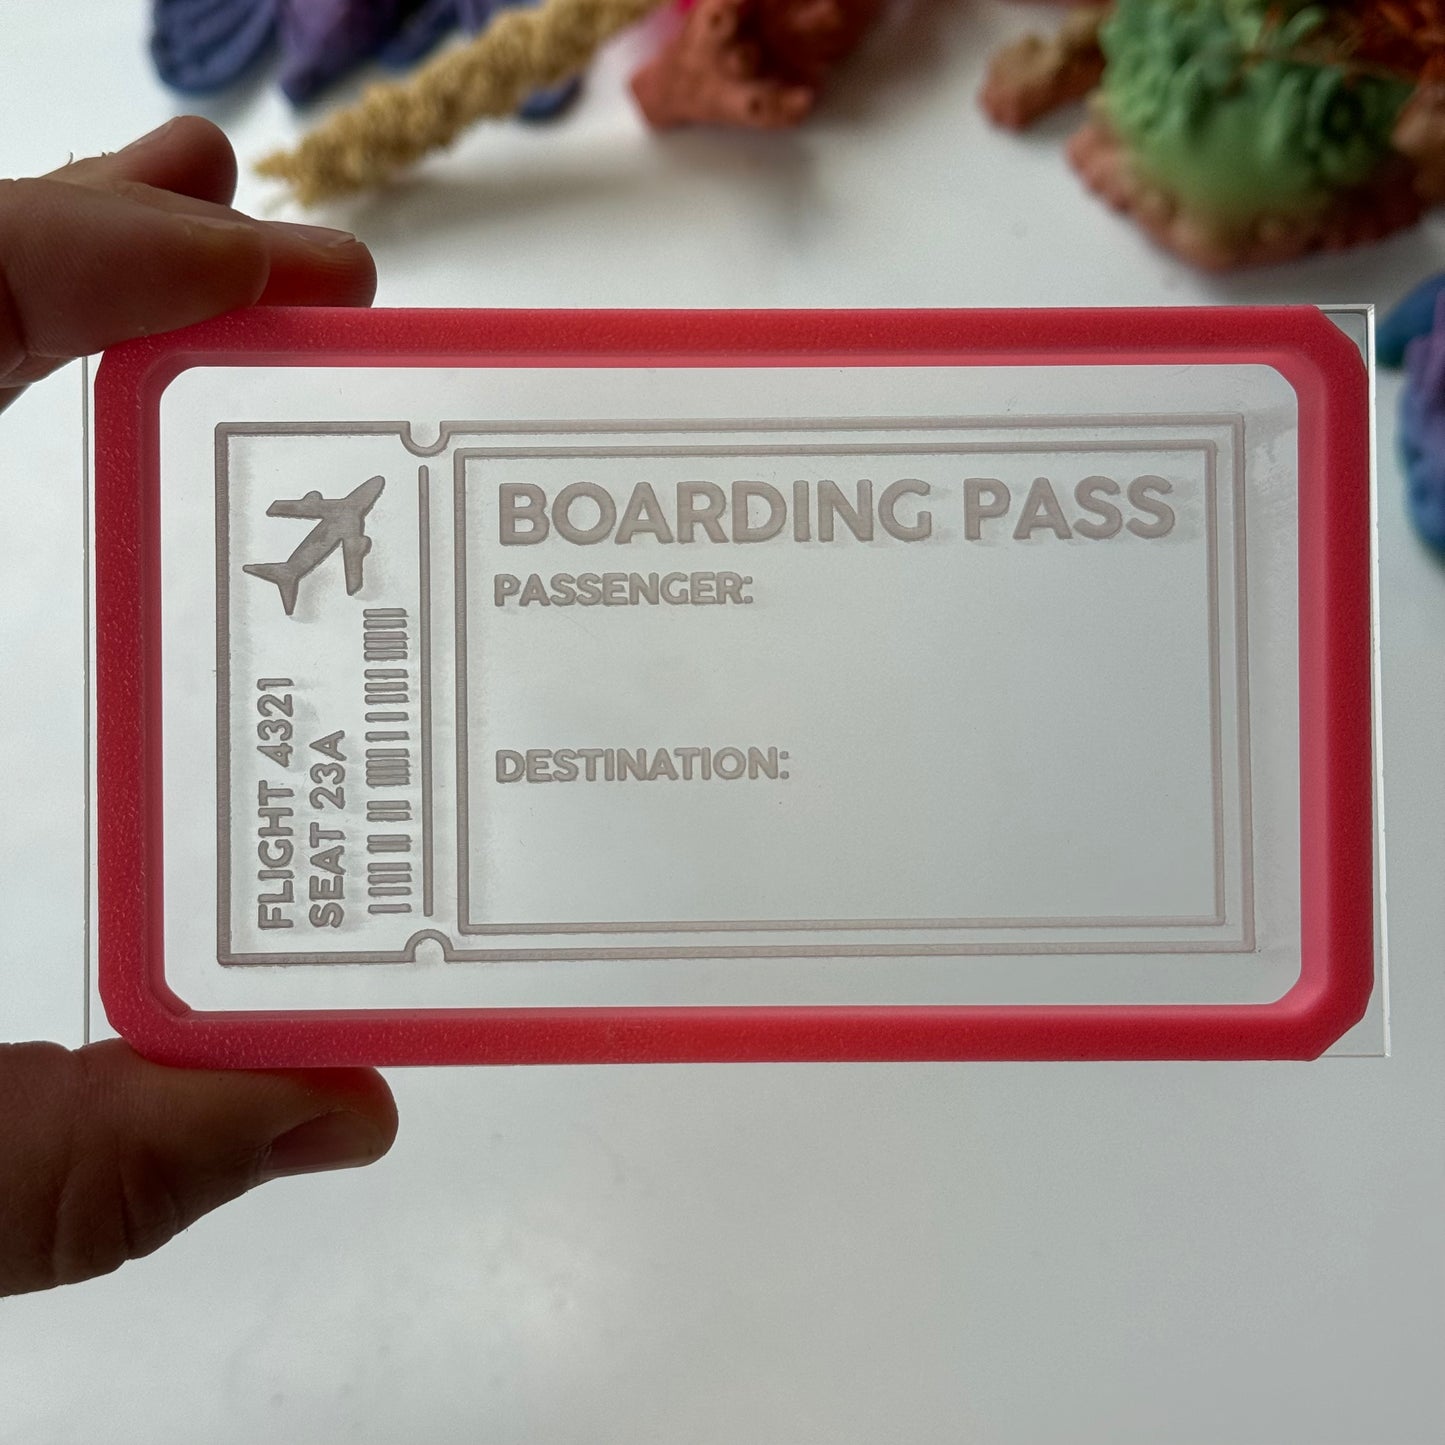 BOARDING PASS
PASSENGER:
DESTINATION:
FLIGHT 4321
SEAT 23A